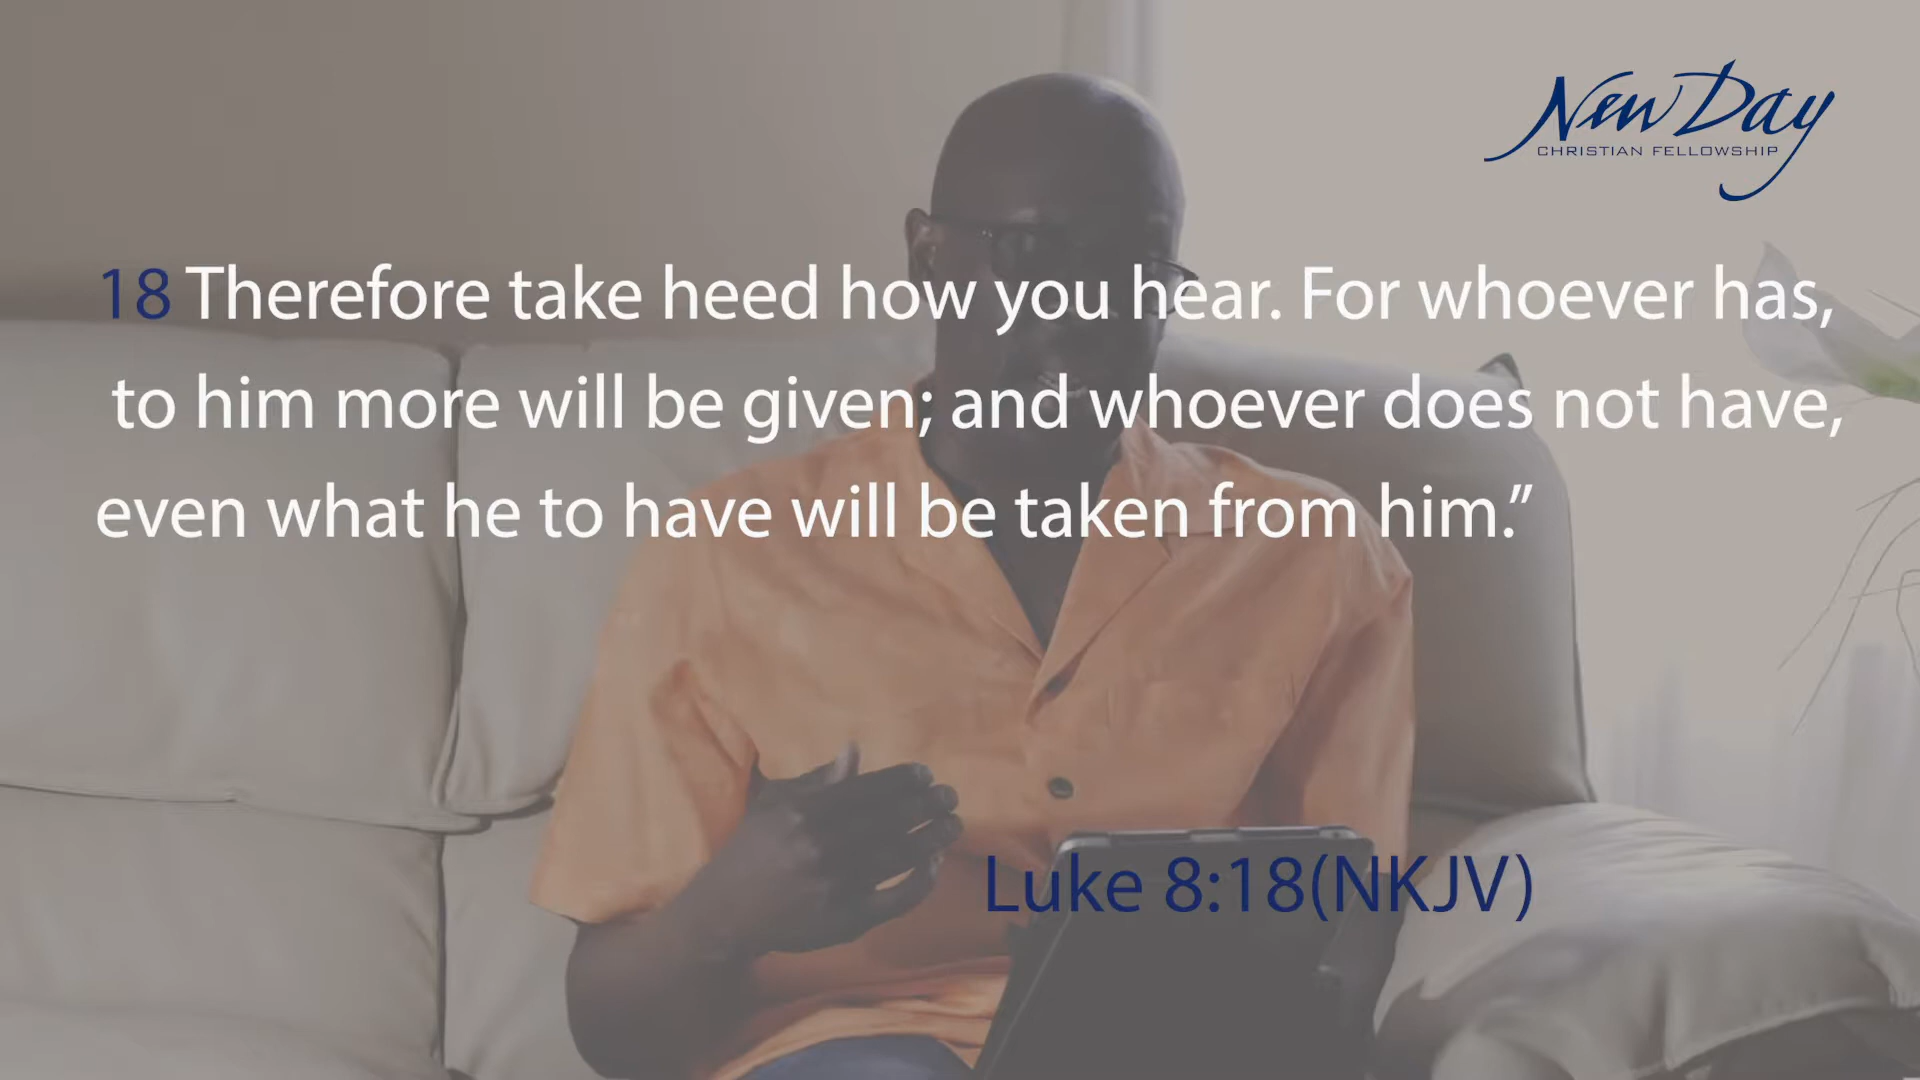 New Day
CHRISTIAN FELLOWSHIP
18 Therefore take heed how you hear. For whoever has,
to him more will be given; and whoever does not have,
even what he to have will be taken from him.”
Luke 8:18(NKJV)